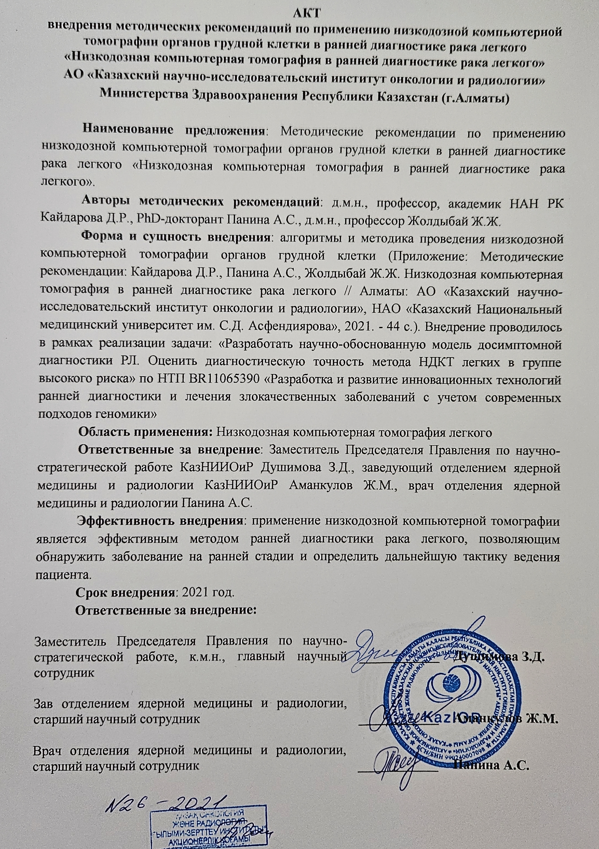 АКТ
внедрения методических рекомендаций по применению низкодозной компьютерной
томографии органов грудной клетки в ранней диагностике рака легкого
«Низкодозная компьютерная томография в ранней диагностике рака легкого»
АО «Казахский научно-исследовательский институт онкологии и радиологии»
Министерства Здравоохранения Республики Казахстан (г.Алматы)
Наименование предложения: Методические рекомендации по применению
низкодозной компьютерной томографии органов грудной клетки в ранней диагностике
рака легкого «Низкодозная компьютерная томография в ранней диагностике рака
легкого».
Авторы методических рекомендаций: д.м.н., профессор, академик НАН РК
Кайдарова Д.Р., PhD-докторант Панина А.С., д.м.н., профессор Жолдыбай Ж.Ж.
Форма и сущность внедрения: алгоритмы и методика проведения низкодозной
компьютерной томографии органов грудной клетки (Приложение: Методические
рекомендации: Кайдарова Д.Р., Панина А.С., Жолдыбай Ж.Ж. Низкодозная компьютерная
томография в ранней диагностике рака легкого // Алматы: АО «Казахский научно-
исследовательский институт онкологии и радиологии», НАО «Казахский Национальный
медицинский университет им. С.Д. Асфендиярова», 2021. - 44 с.). Внедрение проводилось
в рамках реализации задачи: «Разработать научно-обоснованную модель досимптомной
диагностики РЛ. Оценить диагностическую точность метода НДКТ легких в группе
высокого риска» по НТП BR11065390 «Разработка и развитие инновационных технологий
ранней диагностики и лечения злокачественных заболеваний с учетом современных
подходов геномики»
Область применения: Низкодозная компьютерная томография легкого
Ответственные за внедрение: Заместитель Председателя Правления по научно-
стратегической работе КазНИИОиР Душимова З.Д., заведующий отделением ядерной
медицины и радиологии КазНИИОиР Аманкулов Ж.М., врач отделения ядерной
медицины и радиологии Панина А.С.
Эффективность внедрения: применение низкодозной компьютерной томографии
является эффективным методом ранней диагностики рака легкого, позволяющим
обнаружить заболевание на ранней стадии и определить дальнейшую тактику ведения
пациента.
Срок внедрения: 2021 год.
Ответственные за внедрение:
Заместитель Председателя Правления по научно-
стратегической работе, к.м.н., главный научный
сотрудник
Душимова З.Д.
Зав отделением ядерной медицины и радиологии,
старший научный сотрудник
KazIOR
Аманкулов Ж.М.
Врач отделения ядерной медицины и радиологии,
старший научный сотрудник
Панина А.С.
N26-2021
ЖӘНЕ РАДИОЛОГИЯ
ҒЫЛЫМИ-ЗЕРТТЕУ ИНСТИТУТЫ
АКЦИОНЕРЛІК ҚОҒАМЫ